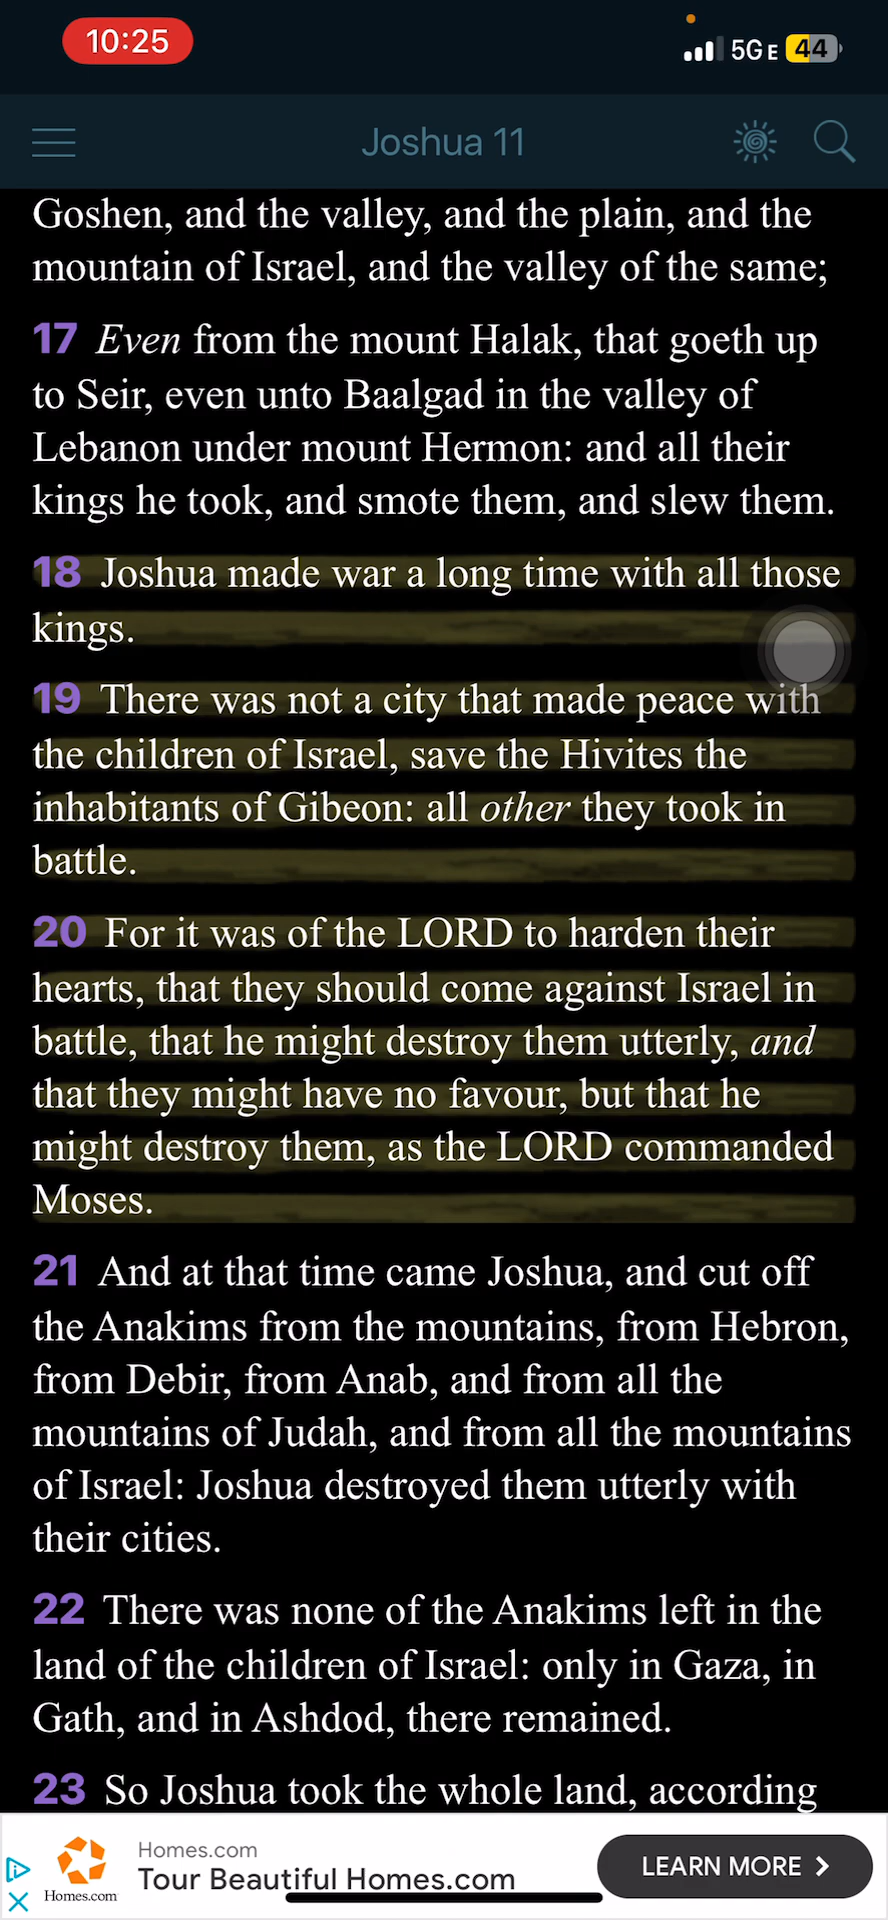 10:25
5GE 44
Joshua 11
Goshen, and the valley, and the plain, and the
mountain of Israel, and the valley of the same;
17 Even from the mount Halak, that goeth up
to Seir, even unto Baalgad in the valley of
Lebanon under mount Hermon: and all their
kings he took, and smote them, and slew them.
18 Joshua made war a long time with all those
kings.
19 There was not a city that made peace with
the children of Israel, save the Hivites the
inhabitants of Gibeon: all other they took in
battle.
20 For it was of the LORD to harden their
hearts, that they should come against Israel in
battle, that he might destroy them utterly, and
that they might have no favour, but that he
might destroy them, as the LORD commanded
Moses.
21 And at that time came Joshua, and cut off
the Anakims from the mountains, from Hebron,
from Debir, from Anab, and from all the
mountains of Judah, and from all the mountains
of Israel: Joshua destroyed them utterly with
their cities.
22 There was none of the Anakims left in the
land of the children of Israel: only in Gaza, in
Gath, and in Ashdod, there remained.
23 So Joshua took the whole land, according
Homes.com
Tour Beautiful Homes.com
LEARN MORE
Homes.com